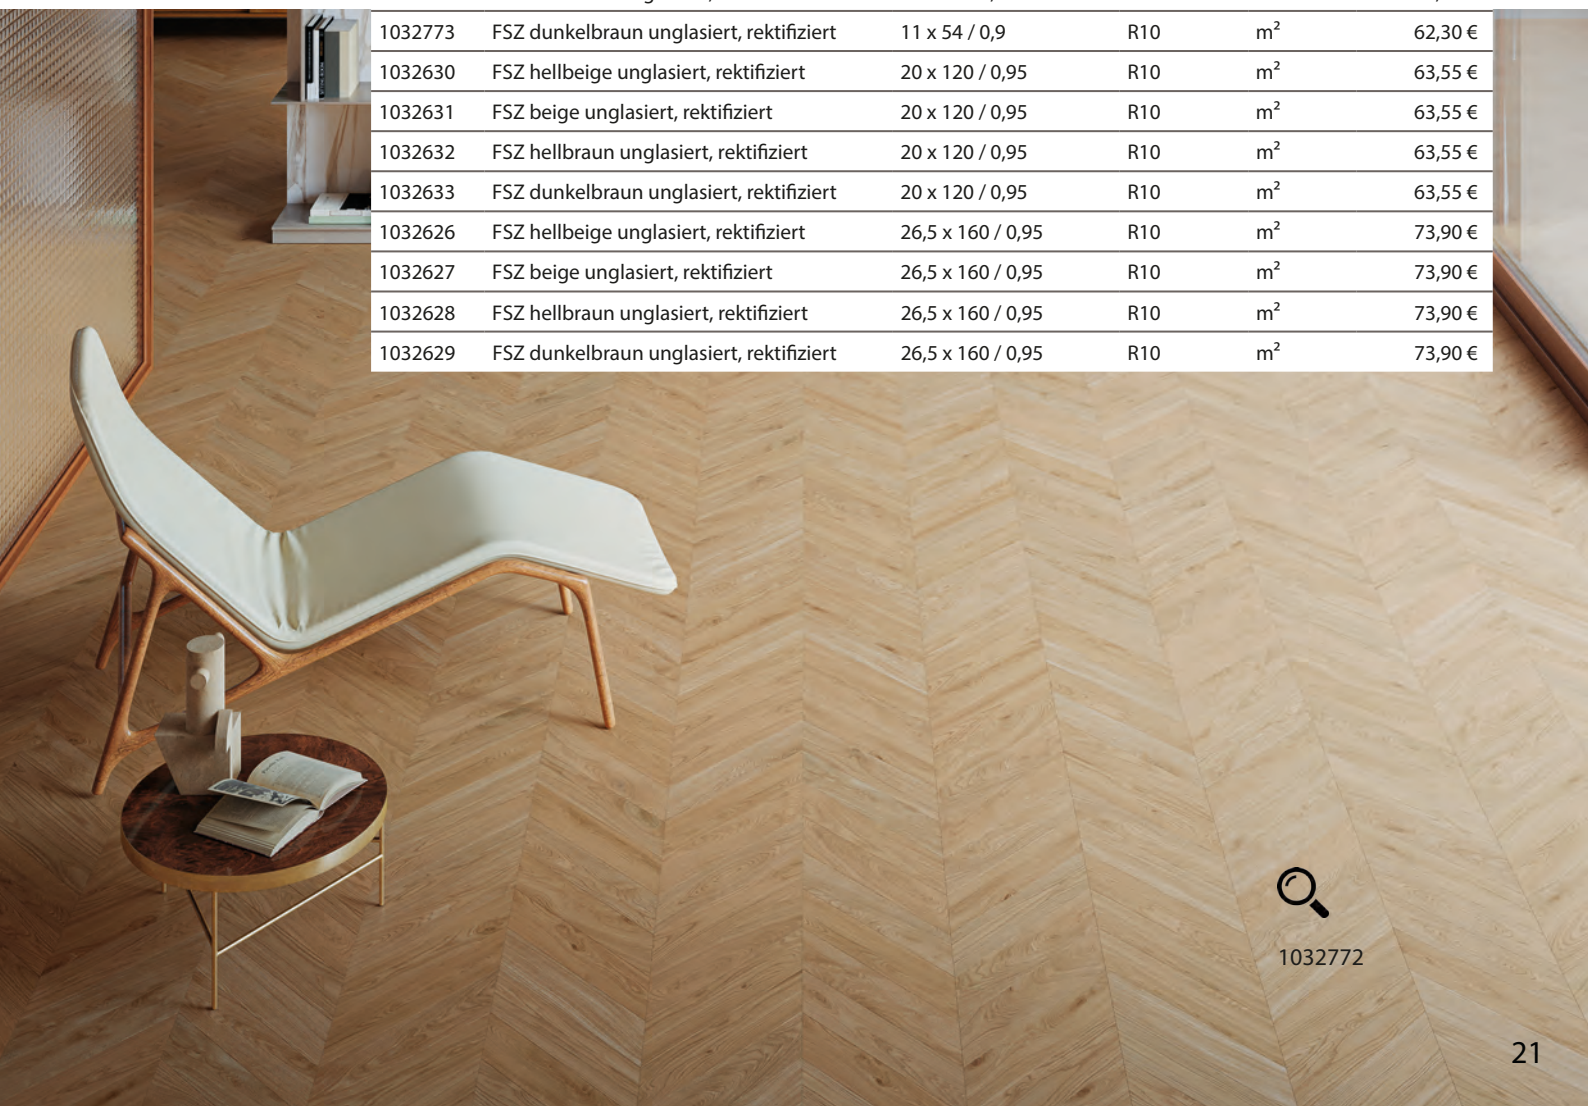 1032773 FSZ dunkelbraun unglasiert, rektifiziert 11 x 54 / 0,9 R10 m² 62,30 €
1032630 FSZ hellbeige unglasiert, rektifiziert 20 x 120 / 0,95 R10 m² 63,55 €
1032631 FSZ beige unglasiert, rektifiziert 20 x 120 / 0,95 R10 m² 63,55 €
1032632 FSZ hellbraun unglasiert, rektifiziert 20 x 120 / 0,95 R10 m² 63,55 €
1032633 FSZ dunkelbraun unglasiert, rektifiziert 20 x 120 / 0,95 R10 m² 63,55 €
1032626 FSZ hellbeige unglasiert, rektifiziert 26,5 x 160 / 0,95 R10 m² 73,90 €
1032627 FSZ beige unglasiert, rektifiziert 26,5 x 160 / 0,95 R10 m² 73,90 €
1032628 FSZ hellbraun unglasiert, rektifiziert 26,5 x 160 / 0,95 R10 m² 73,90 €
1032629 FSZ dunkelbraun unglasiert, rektifiziert 26,5 x 160 / 0,95 R10 m² 73,90 €
1032772
21